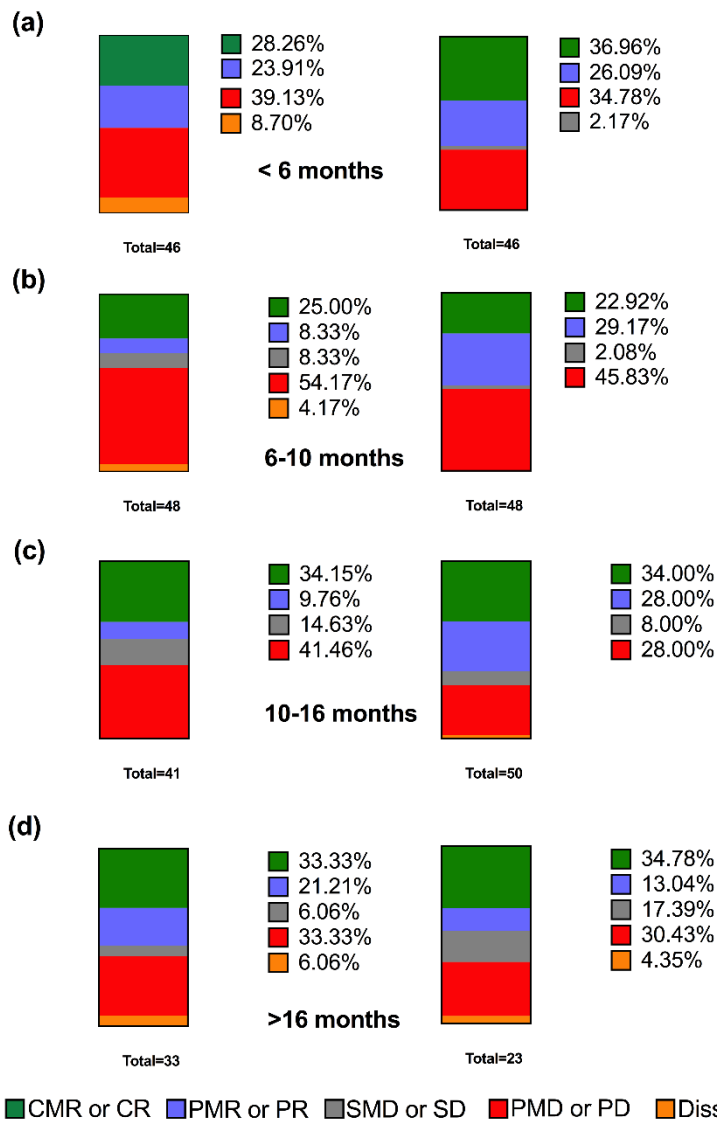 (a)
28.26%
23.91%
39.13%
8.70%
36.96%
26.09%
34.78%
2.17%
< 6 months
Total=46
Total=46
(b)
25.00%
8.33%
8.33%
54.17%
4.17%
22.92%
29.17%
2.08%
45.83%
6-10 months
Total=48
Total=48
(c)
34.15%
9.76%
14.63%
41.46%
34.00%
28.00%
8.00%
28.00%
10-16 months
Total=41
Total=50
(d)
33.33%
21.21%
6.06%
33.33%
6.06%
34.78%
13.04%
17.39%
30.43%
4.35%
>16 months
Total=33
Total=23
CMR or CR PMR or PR SMD or SD PMD or PD Diss